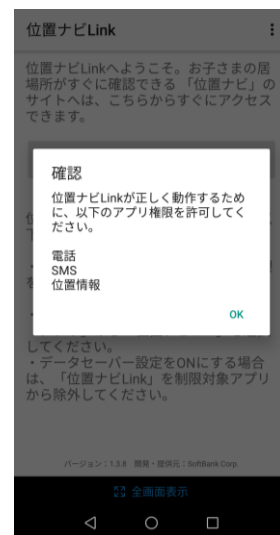 位置ナビLink
位置ナビLinkへようこそ。お子さまの居
場所がすぐに確認できる 「位置ナビ」の
サイトへは、こちらからすぐにアクセス
できます。
確認
位置ナビLinkが正しく動作するため
に、以下のアプリ権限を許可してく
ださい。
電話
SMS
位置情報
OK
してください。
・データセーバー設定をONにする場合
は、「位置ナビLink」を制限対象アプリ
から除外してください。
バージョン：1.3.8 開発・提供元：SoftBank Corp.
全画面表示